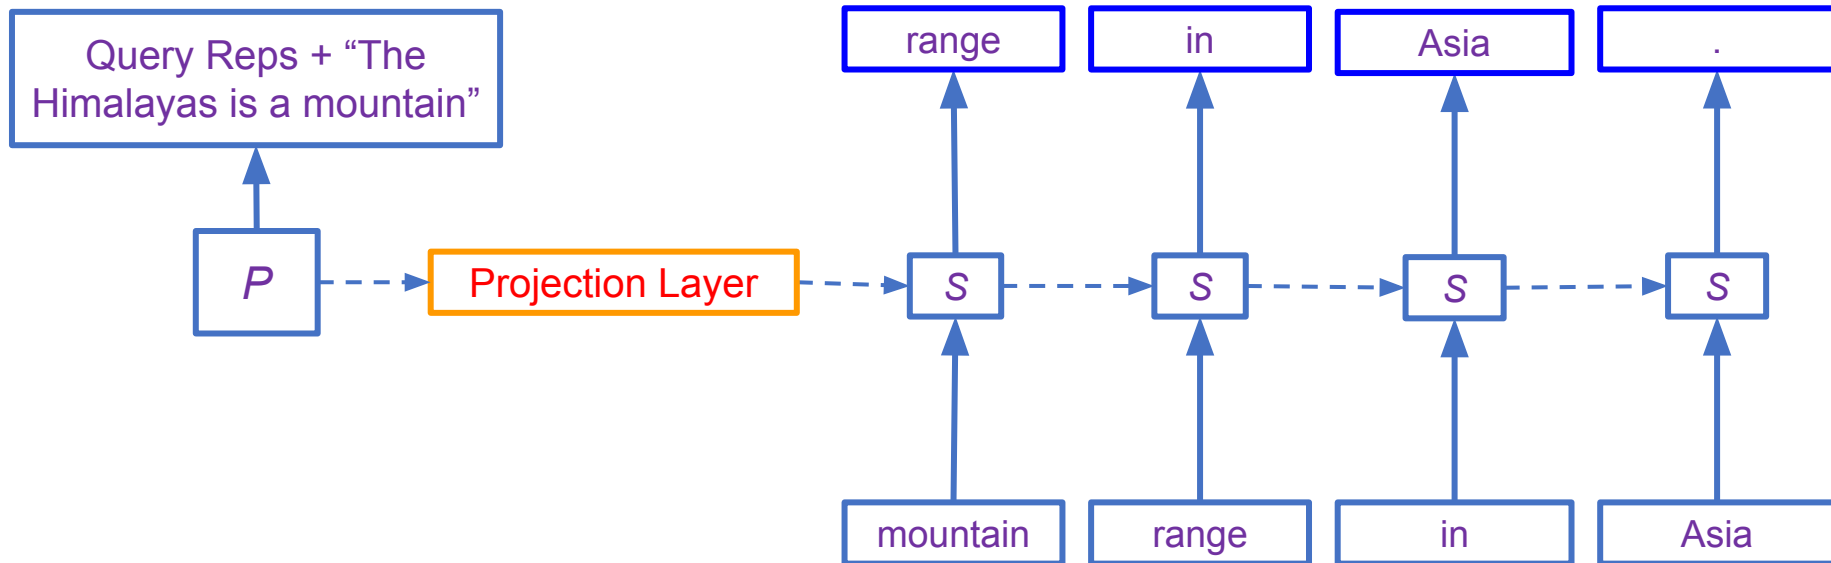 Query Reps + “The
Himalayas is a mountain”
range
in
Asia
.
P
Projection Layer
S
S
S
S
mountain
range
in
Asia